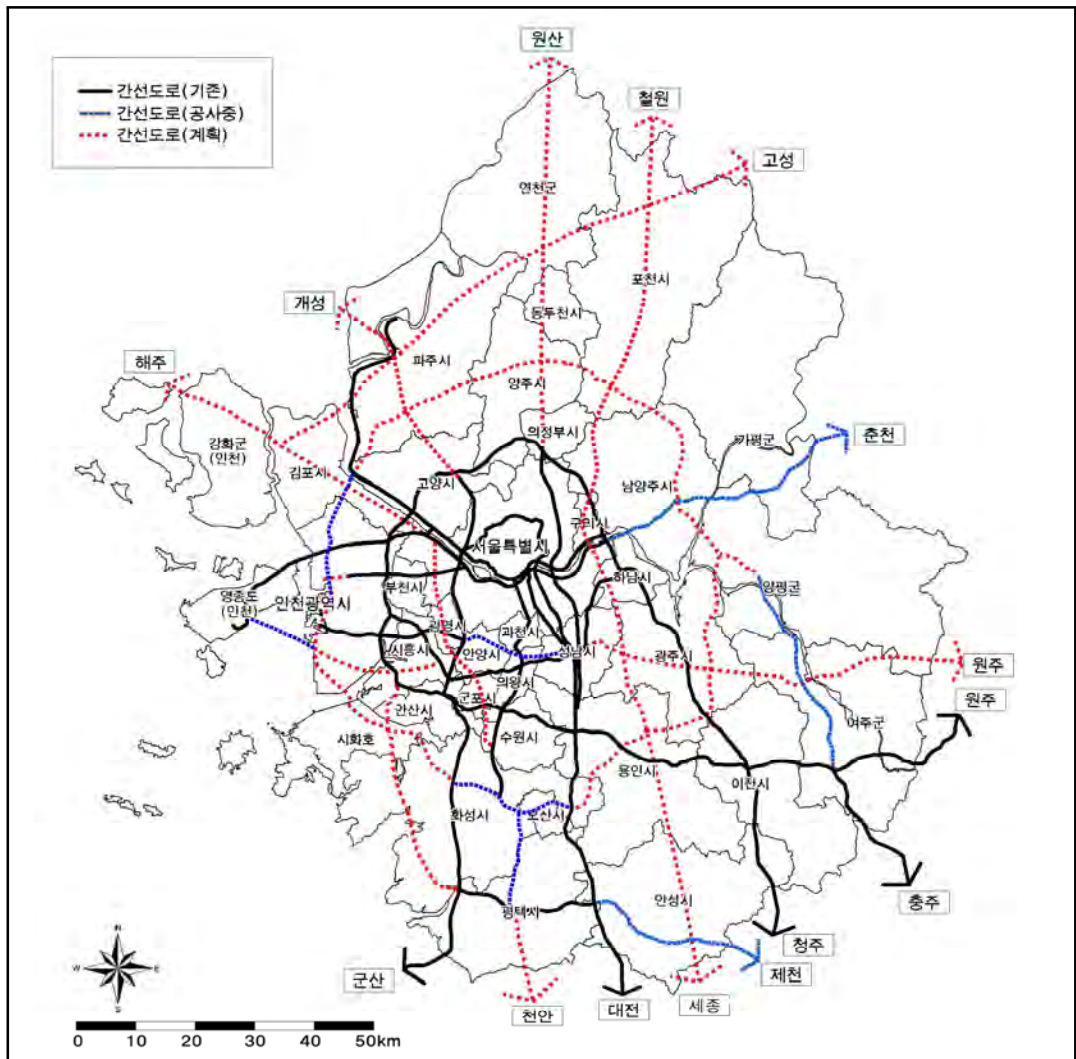 원산
간선도로(기존)
간선도로(공사중)
간선도로(계획)
철원
고성
연천군
포천시
개성
동두천시
해주
파주시
양주시
강화군
(인천)
의정부시
가평군
춘천
김포시
고양시
남양주시
구리시
서울특별시
하남시
양평군
영종도
(인천)
인천광역시
부천시
광명시
과천시
시흥시
안양시
성남시
광주시
원주
의왕시
군포시
원주
안산시
시화호
수원시
여주군
용인시
이천시
화성시
오산시
평택시
안성시
충주
청주
N
W
E
S
군산
제천
천안
대전
세종
0 10 20 30 40 50km